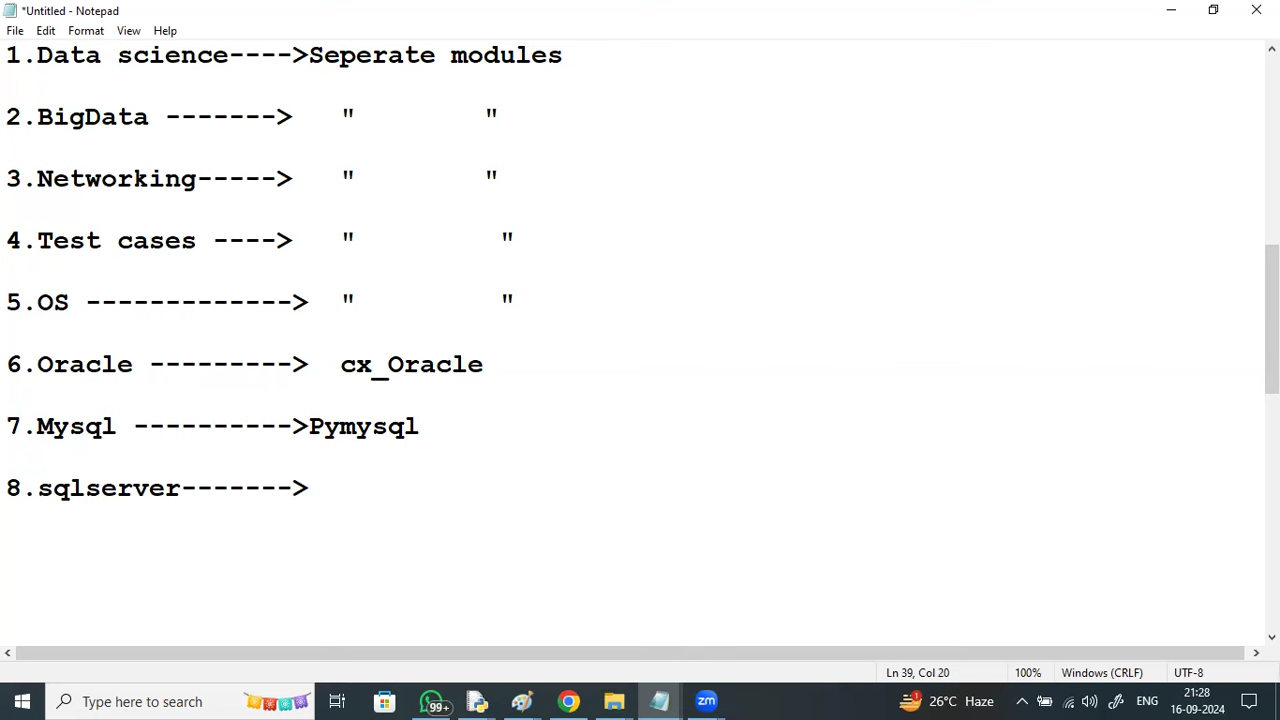 *Untitled - Notepad
File Edit Format View Help
1.Data science---->Seperate modules
2.BigData -------> " "
3.Networking-----> " "
4.Test cases ----> " "
5.OS -------------> " "
6.Oracle ---------> cx_Oracle
7.Mysql ---------->Pymysql
8.sqlserver------->
Ln 39, Col 20 100% Windows (CRLF) UTF-8
Type here to search
99+
zm
1
26°C Haze
ENG
21:28
16-09-2024